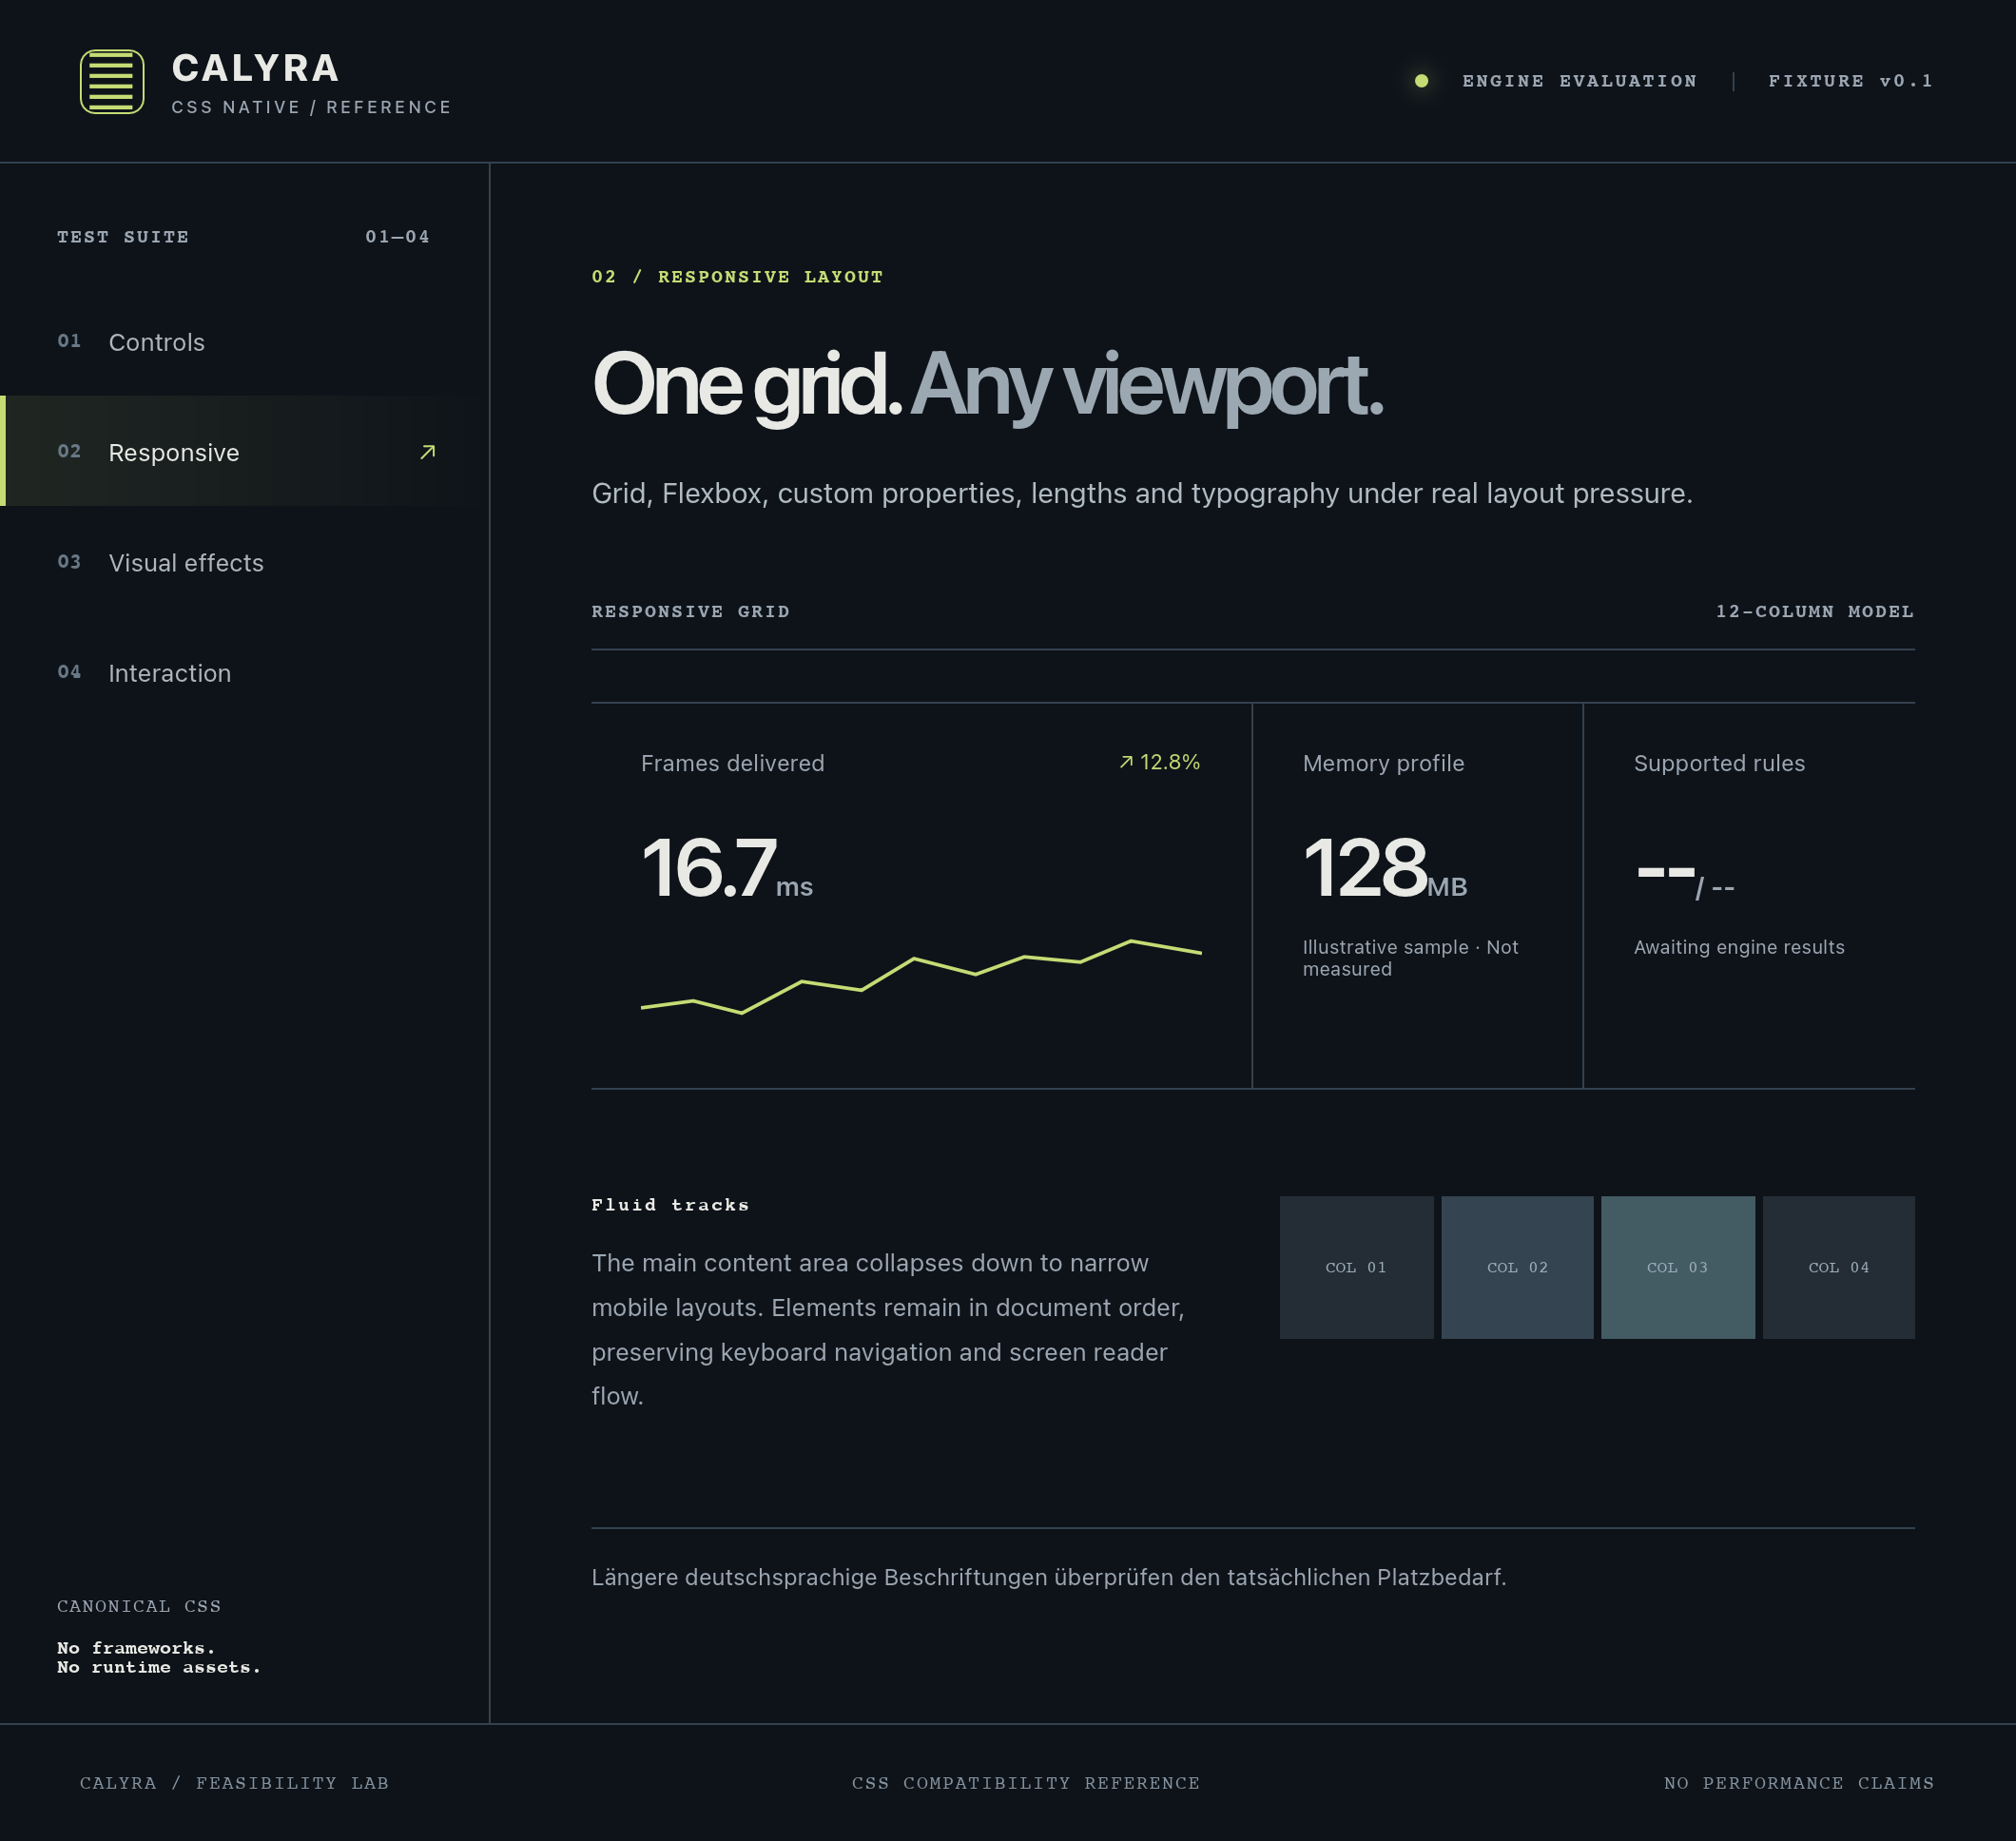 CALYRA
CSS NATIVE / REFERENCE
ENGINE EVALUATION | FIXTURE v0.1
TEST SUITE 01—04
01 Controls
02 Responsive ↗
03 Visual effects
04 Interaction
CANONICAL CSS
No frameworks.
No runtime assets.
02 / RESPONSIVE LAYOUT
One grid. Any viewport.
Grid, Flexbox, custom properties, lengths and typography under real layout pressure.
RESPONSIVE GRID 12-COLUMN MODEL
Frames delivered ↗ 12.8%
16.7 ms
Memory profile
128 MB
Illustrative sample · Not
measured
Supported rules
-- / --
Awaiting engine results
Fluid tracks
The main content area collapses down to narrow
mobile layouts. Elements remain in document order,
preserving keyboard navigation and screen reader
flow.
COL 01 COL 02 COL 03 COL 04
Längere deutschsprachige Beschriftungen überprüfen den tatsächlichen Platzbedarf.
CALYRA / FEASIBILITY LAB CSS COMPATIBILITY REFERENCE NO PERFORMANCE CLAIMS